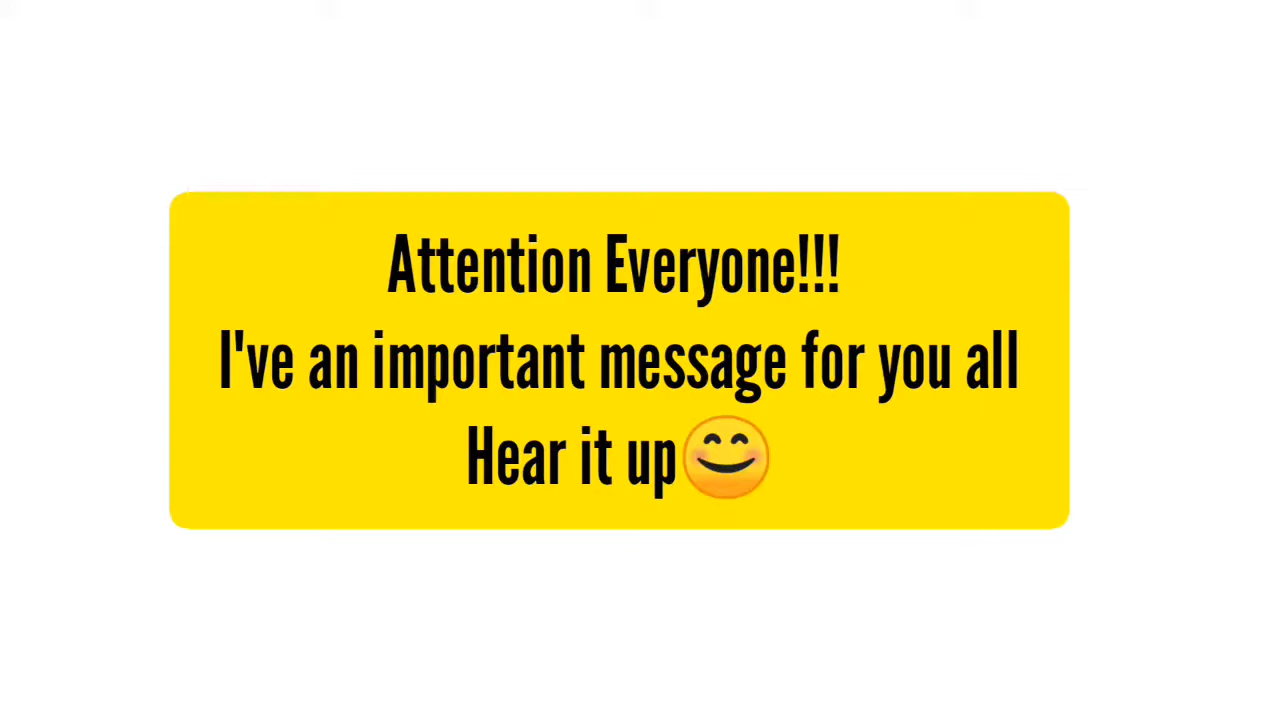 Attention Everyone!!!
I've an important message for you all
Hear it up😊